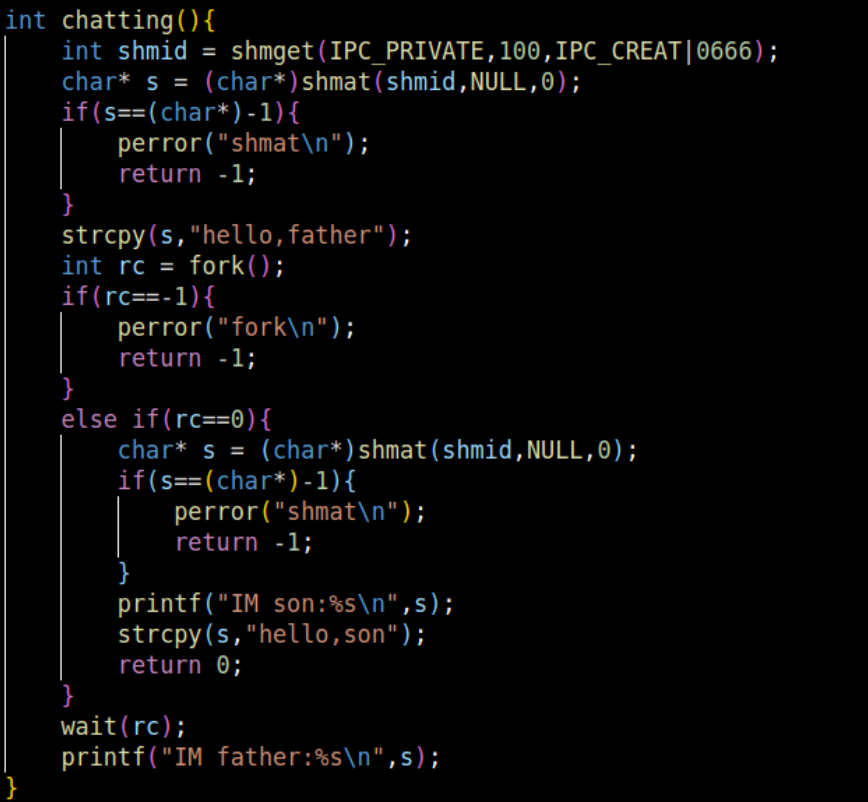 int chatting(){
    int shmid = shmget(IPC_PRIVATE,100,IPC_CREAT|0666);
    char* s = (char*)shmat(shmid,NULL,0);
    if(s==(char*)-1){
        perror("shmat\n");
        return -1;
    }
    strcpy(s,"hello,father");
    int rc = fork();
    if(rc==-1){
        perror("fork\n");
        return -1;
    }
    else if(rc==0){
        char* s = (char*)shmat(shmid,NULL,0);
        if(s==(char*)-1){
            perror("shmat\n");
            return -1;
        }
        printf("IM son:%s\n",s);
        strcpy(s,"hello,son");
        return 0;
    }
    wait(rc);
    printf("IM father:%s\n",s);
}